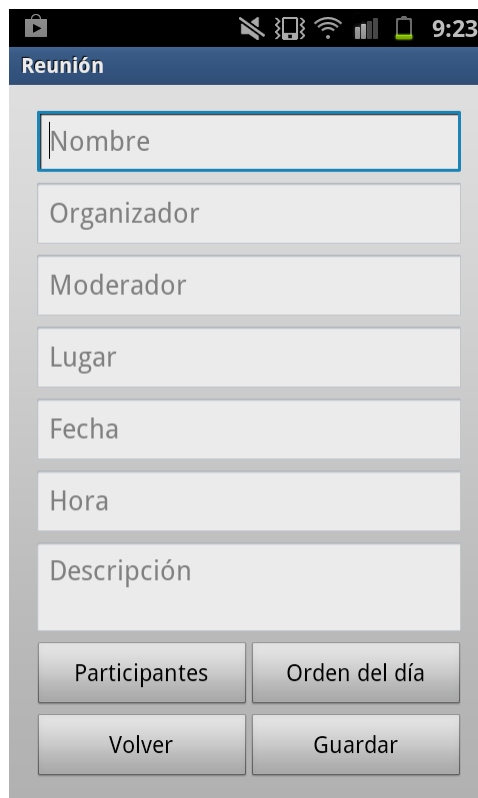 9:23
Reunión
Nombre
Organizador
Moderador
Lugar
Fecha
Hora
Descripción
Participantes
Orden del día
Volver
Guardar